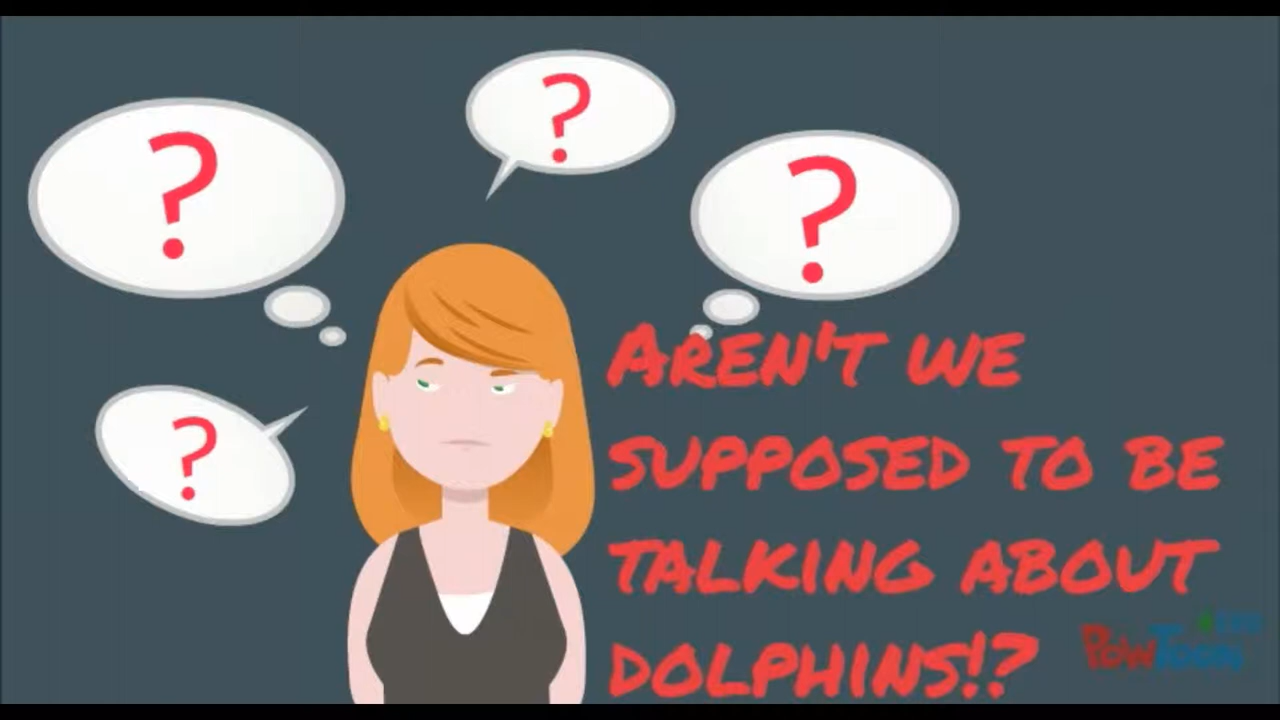 ?
?
?
?
Aren't we
supposed to be
talking about
dolphins!?
PowToon